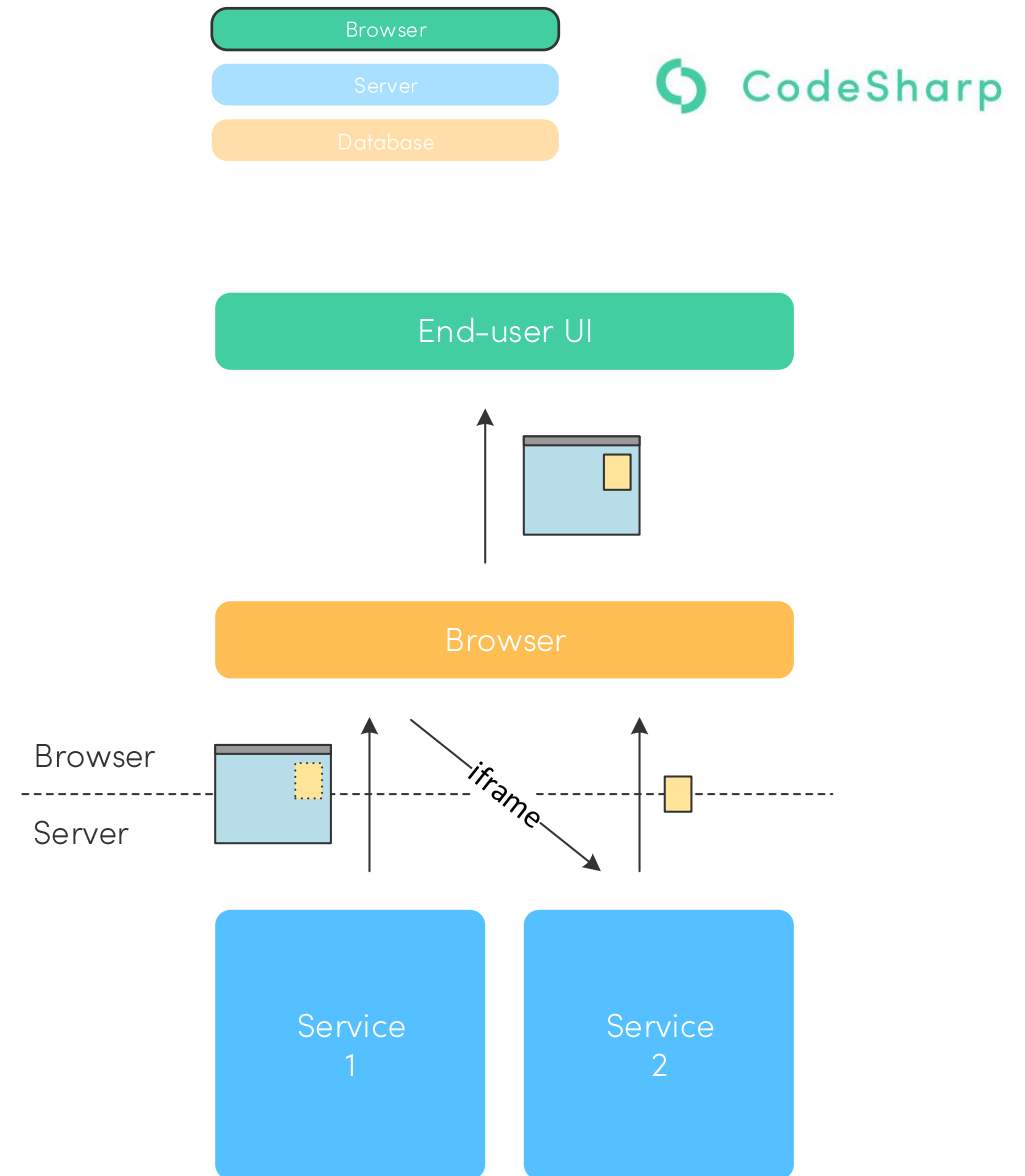 Browser
Server
Database
CodeSharp
End-user UI
Browser
Browser
Server
iframe
Service
1
Service
2